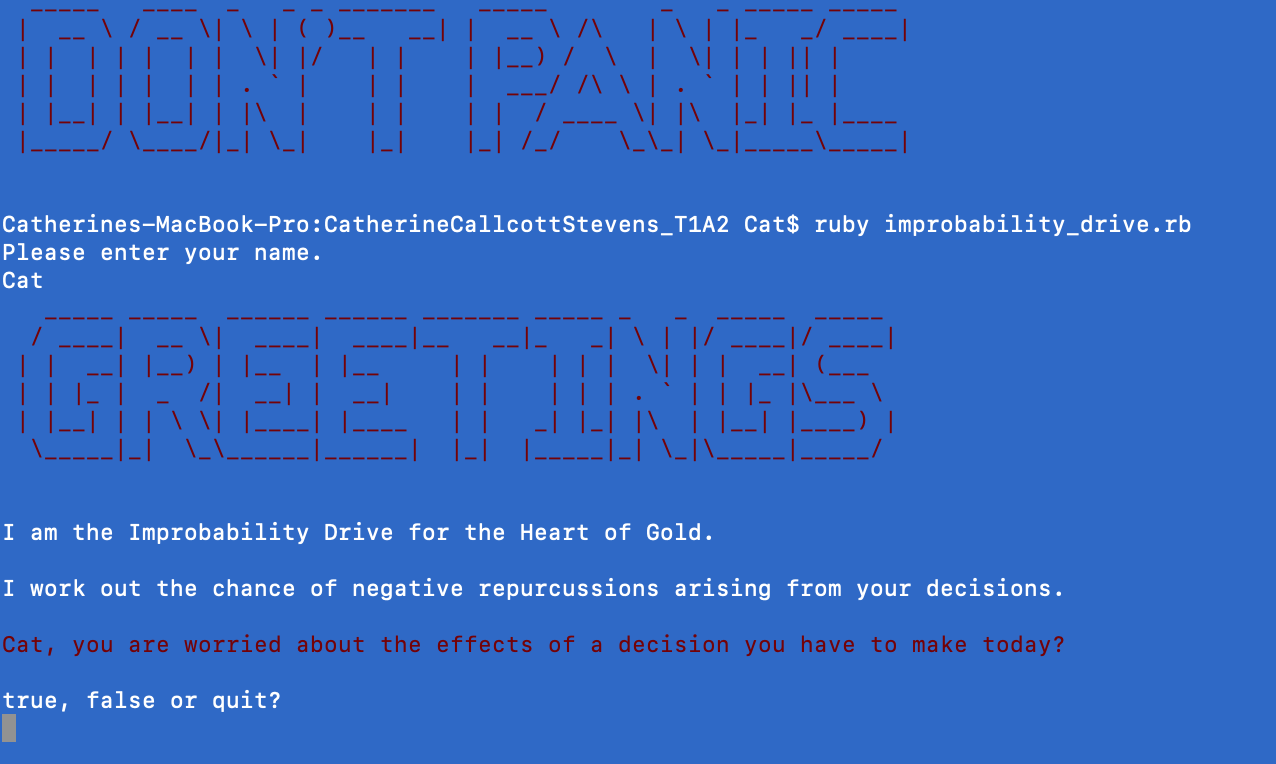 DON'T PANIC
Catherines-MacBook-Pro:CatherineCallcottStevens_T1A2 Cat$ ruby improbability_drive.rb
Please enter your name.
Cat
GREETINGS
I am the Improbability Drive for the Heart of Gold.
I work out the chance of negative repurcussions arising from your decisions.
Cat, you are worried about the effects of a decision you have to make today?
true, false or quit?